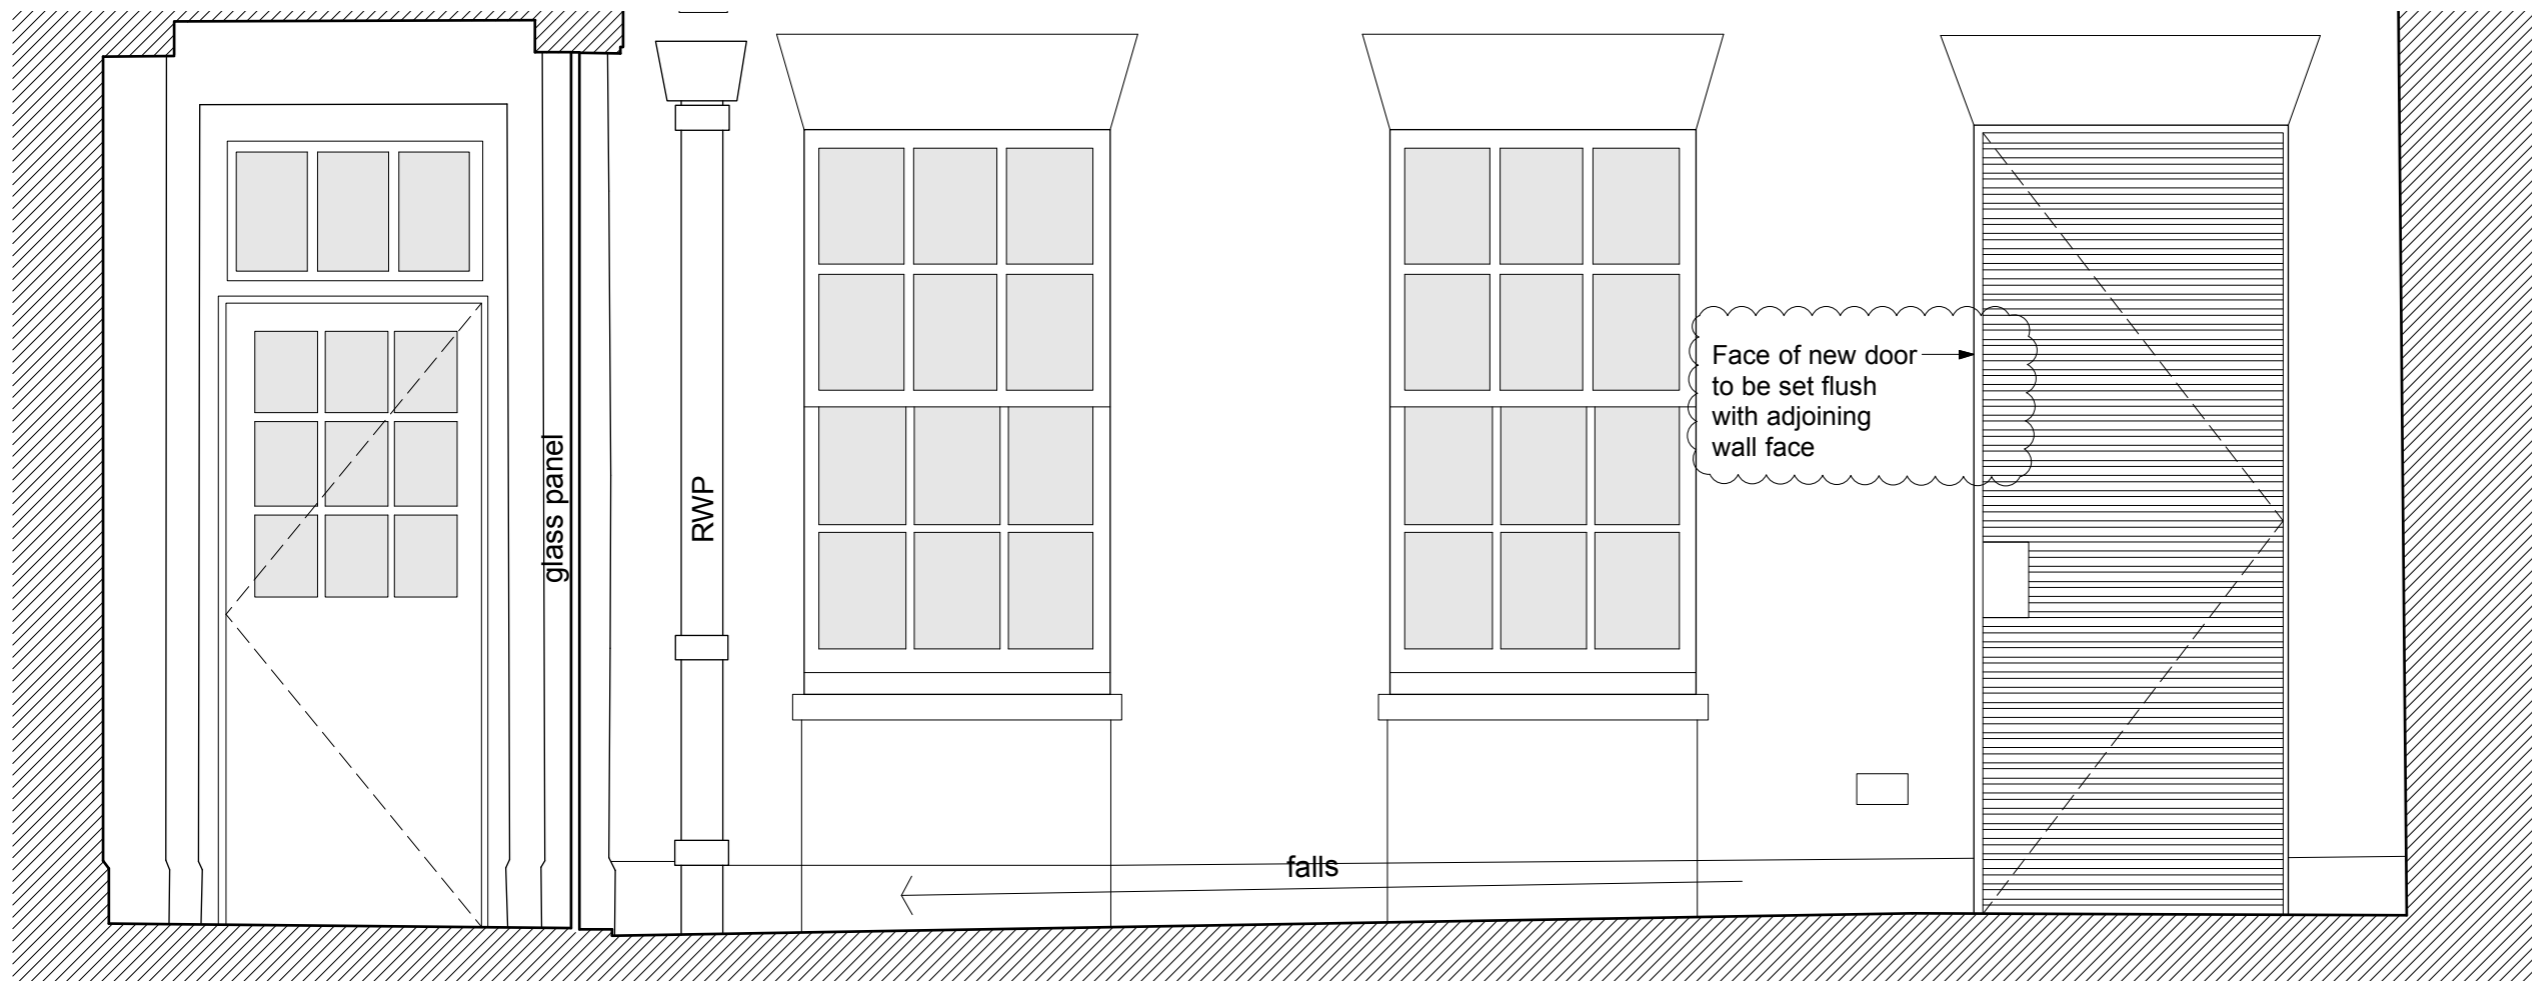 glass panel
RWP
Face of new door
to be set flush
with adjoining
wall face
falls